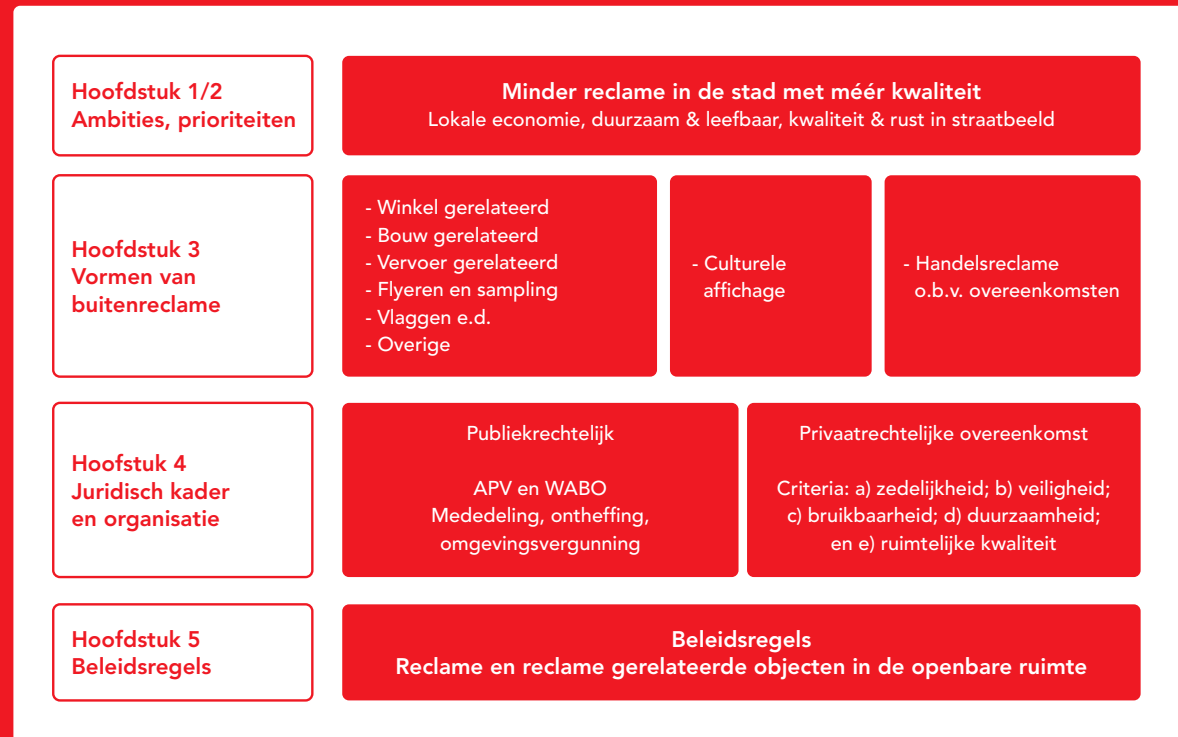 Hoofdstuk 1/2
Ambities, prioriteiten
Minder reclame in de stad met méér kwaliteit
Lokale economie, duurzaam & leefbaar, kwaliteit & rust in straatbeeld
Hoofdstuk 3
Vormen van
buitenreclame
- Winkel gerelateerd
- Bouw gerelateerd
- Vervoer gerelateerd
- Flyeren en sampling
- Vlaggen e.d.
- Overige
- Culturele
affichage
- Handelsreclame
o.b.v. overeenkomsten
Hoofstuk 4
Juridisch kader
en organisatie
Publiekrechtelijk
APV en WABO
Mededeling, ontheffing,
omgevingsvergunning
Privaatrechtelijke overeenkomst
Criteria: a) zedelijkheid; b) veiligheid;
c) bruikbaarheid; d) duurzaamheid;
en e) ruimtelijke kwaliteit
Hoofdstuk 5
Beleidsregels
Beleidsregels
Reclame en reclame gerelateerde objecten in de openbare ruimte